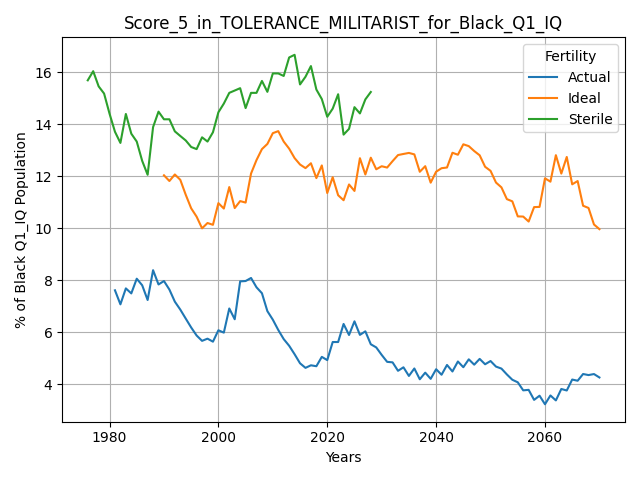 Score_5_in_TOLERANCE_MILITARIST_for_Black_Q1_IQ
Fertility
Actual
Ideal
Sterile
% of Black Q1_IQ Population
16
14
12
10
8
6
4
1980 2000 2020 2040 2060
Years